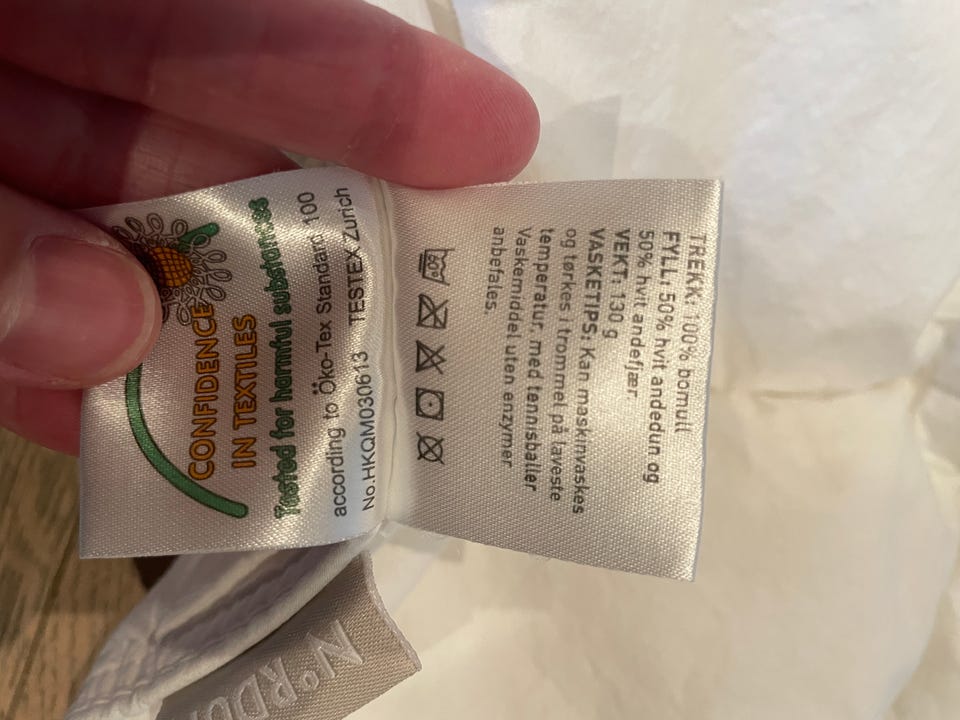 CONFIDENCE
IN TEXTILES
Tested for harmful substances
according to Öko-Tex Standard 100
No.HKQM030613 TESTEX Zurich
TREKK: 100% bomull
FYLL: 50% hvit andedun og
50% hvit andefjær.
VEKT: 130 g
VASKETIPS: Kan maskinvaskes
og tørkes i trommel på laveste
temperatur, med tennisballer
Vaskemiddel uten enzymer
anbefales.